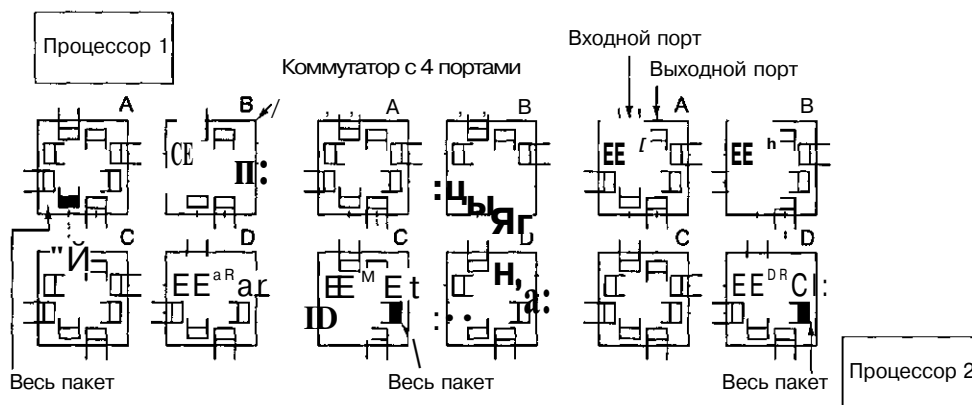 Процессор 1
Коммутатор с 4 портами
Входной порт
Выходной порт
A
B
A
B
A
B
C
D
C
D
C
D
Весь пакет
Весь пакет
Весь пакет
Процессор 2